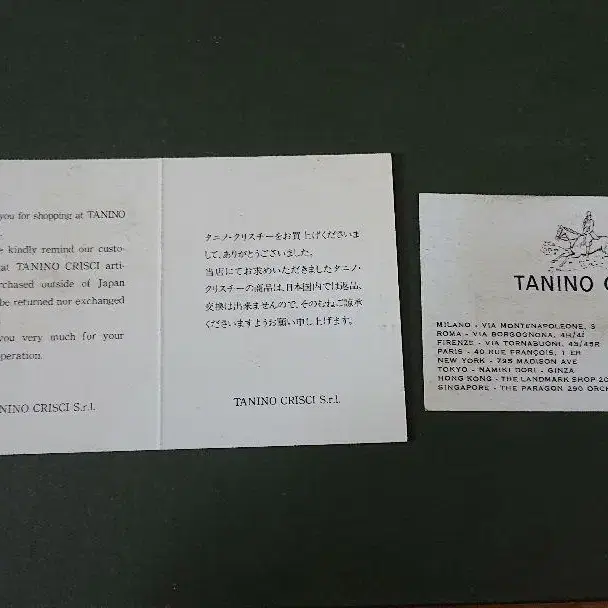 you for shopping at TANINO
kindly remind our custo-
at TANINO CRISCI arti-
outside of Japan
be returned nor exchanged
you very much for your
CRISCI S.r.l.
タニノ・クリスチーをお買上げくださいま
して、ありがとうございました。
当店にてお求めいただきましたタニノ・
クリスチーの商品は、日本国内では返品、
交換は出来ませんので、そのむねご諒承
くださいますようお願い申し上げます。
TANINO CRISCI S.r.l.
TANINO
MILANO - VIA MONTENAPOLEONE, 3
ROMA - VIA BORGOGNONA, 4H/4I
FIRENZE - VIA TORNABUONI, 43/45R
PARIS - 40 RUE FRANÇOIS, 1 ER
NEW YORK - 795 MADISON AVE
TOKYO - NAMIKI DORI - GINZA
HONG KONG - THE LANDMARK SHOP
SINGAPORE - THE PARAGON 290